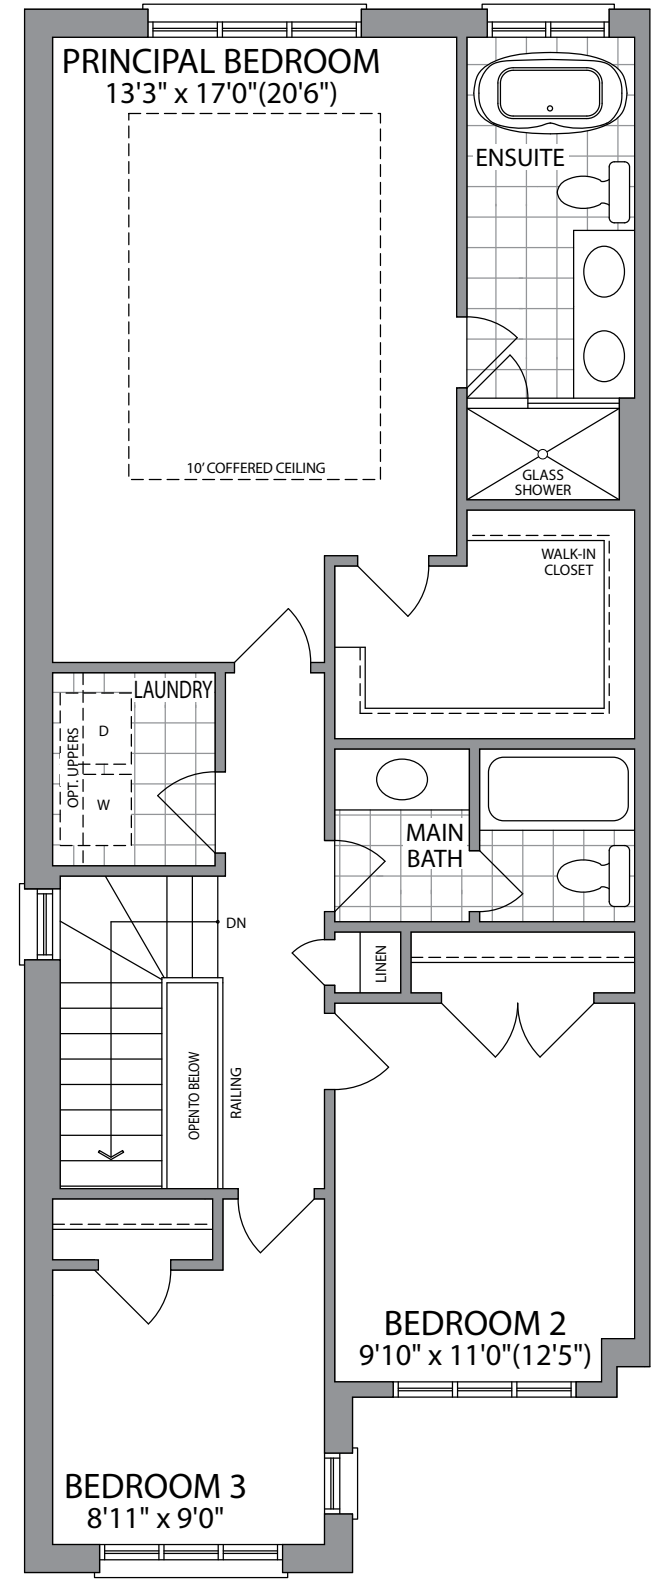 PRINCIPAL BEDROOM
13'3" x 17'0"(20'6")
ENSUITE
10' COFFERED CEILING
GLASS
SHOWER
WALK-IN
CLOSET
LAUNDRY
D
OPT. UPPERS
W
MAIN
BATH
DN
LINEN
OPEN TO BELOW
RAILING
BEDROOM 2
9'10" x 11'0"(12'5")
BEDROOM 3
8'11" x 9'0"